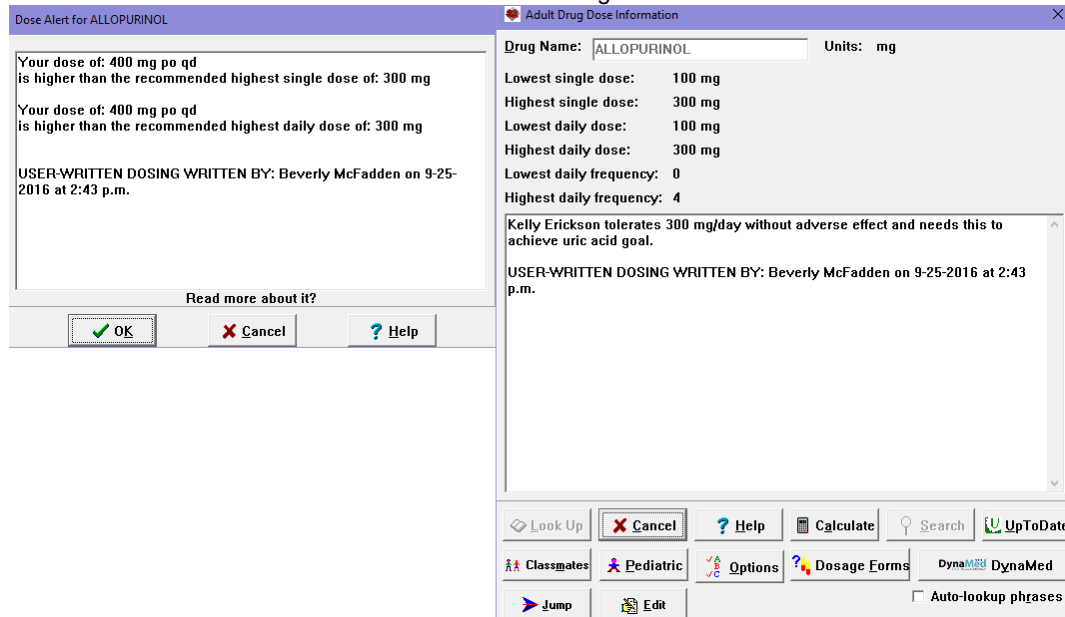 Dose Alert for ALLOPURINOL
Your dose of: 400 mg po qd
is higher than the recommended highest single dose of: 300 mg
Your dose of: 400 mg po qd
is higher than the recommended highest daily dose of: 300 mg
USER-WRITTEN DOSING WRITTEN BY: Beverly McFadden on 9-25-
2016 at 2:43 p.m.
Read more about it?
OK Cancel ? Help
Adult Drug Dose Information
Drug Name: ALLOPURINOL Units: mg
Lowest single dose: 100 mg
Highest single dose: 300 mg
Lowest daily dose: 100 mg
Highest daily dose: 300 mg
Lowest daily frequency: 0
Highest daily frequency: 4
Kelly Erickson tolerates 300 mg/day without adverse effect and needs this to
achieve uric acid goal.
USER-WRITTEN DOSING WRITTEN BY: Beverly McFadden on 9-25-2016 at 2:43
p.m.
Look Up Cancel ? Help Calculate Search UpToDate
Classmates Pediatric Options Dosage Forms DynaMed DynaMed
Jump Edit Auto-lookup phrases